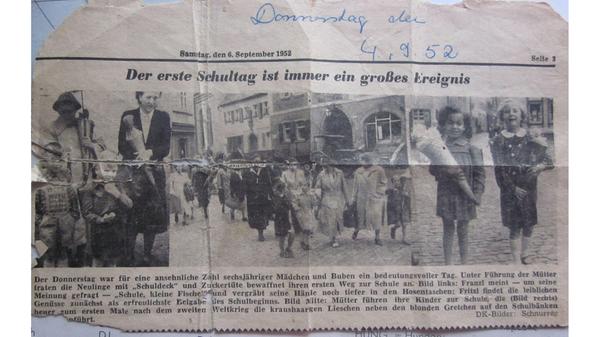 Donnerstag den
4.9.52
Samstag, den 6. September 1952
Seite 3
Der erste Schultag ist immer ein großes Ereignis
Der Donnerstag war für eine ansehnliche Zahl sechsjähriger Mädchen und Buben ein bedeutungsvoller Tag. Unter Führung der Mütter
traten die Neulinge mit „Schuldeck" und Zuckertüte bewaffnet ihren ersten Weg zur Schule an. Bild links: Franzl meint — um seine
Meinung gefragt — „Schule, kleine Fische" und vergräbt seine Hänle noch tiefer in den Hosentaschen; Fritzl findet die leiblichen
Genüsse zunächst als erfreulichste Beigabe des Schulbeginns. Bild Mitte: Mütter führen ihre Kinder zur Schule, die (Bild rechts)
heuer zum ersten Male nach dem zweiten Weltkrieg die kraushaarigen Lieschen neben den blonden Gretchen auf den Schulbänken
DK-Bilder: Schnurrer